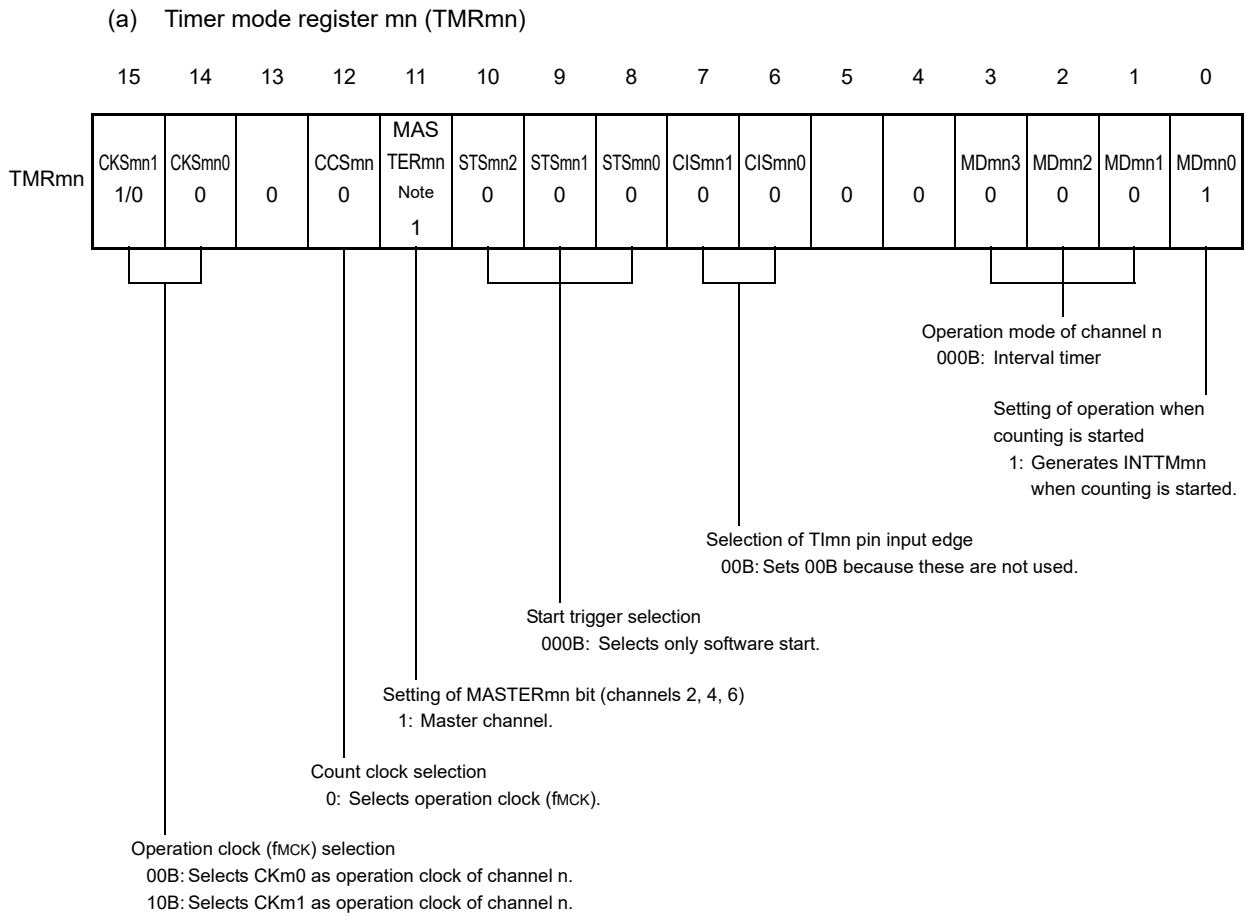 (a) Timer mode register mn (TMRmn)
15 14 13 12 11 10 9 8 7 6 5 4 3 2 1 0
TMRmn
CKSmn1 1/0
CKSmn0 0
0
CCSmn 0
MAS
TERmn
Note
1
STSmn2 0
STSmn1 0
STSmn0 0
CISmn1 0
CISmn0 0
0
0
MDmn3 0
MDmn2 0
MDmn1 0
MDmn0 1
Operation mode of channel n
000B: Interval timer
Setting of operation when
counting is started
1: Generates INTTMmn
when counting is started.
Selection of TImn pin input edge
00B: Sets 00B because these are not used.
Start trigger selection
000B: Selects only software start.
Setting of MASTERmn bit (channels 2, 4, 6)
1: Master channel.
Count clock selection
0: Selects operation clock (fMCK).
Operation clock (fMCK) selection
00B: Selects CKm0 as operation clock of channel n.
10B: Selects CKm1 as operation clock of channel n.